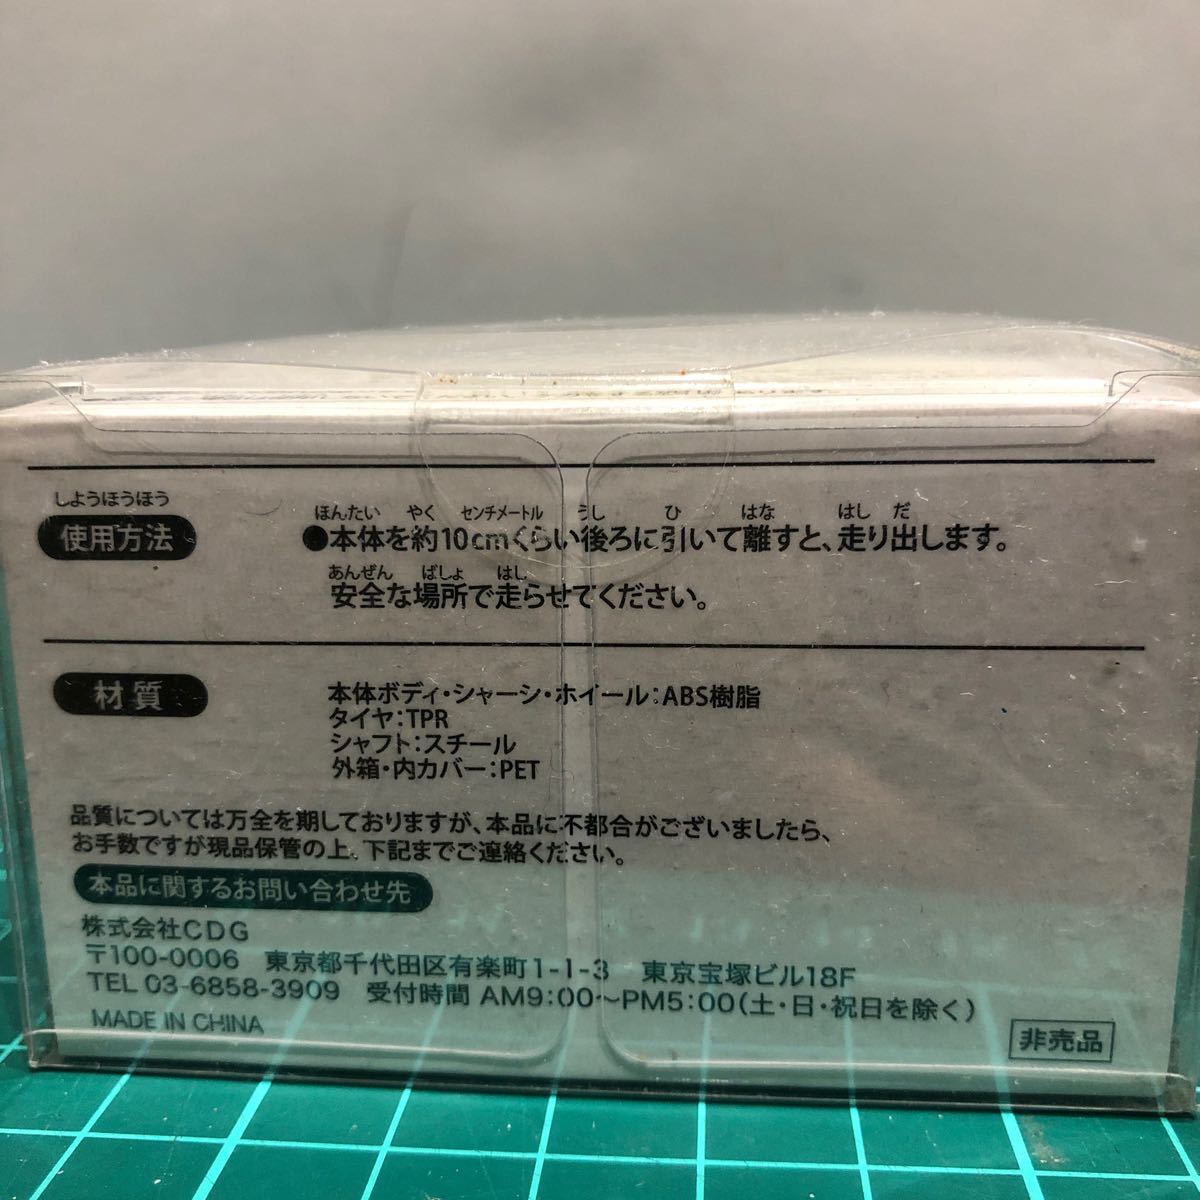 しようほうほう
使用方法
ほんたい やく センチメートル うし ひ はな はし だ
●本体を約10cmくらい後ろに引いて離すと、走り出します。
あんぜん ばしょ はし
安全な場所で走らせてください。
材質
本体ボディ・シャーシ・ホイール：ABS樹脂
タイヤ：TPR
シャフト：スチール
外箱・内カバー：PET
品質については万全を期しておりますが、本品に不都合がございましたら、
お手数ですが現品保管の上、下記までご連絡ください。
本品に関するお問い合わせ先
株式会社CDG
〒100-0006 東京都千代田区有楽町1-1-3 東京宝塚ビル18F
TEL 03-6858-3909 受付時間 AM9:00～PM5:00（土・日・祝日を除く）
MADE IN CHINA
非売品